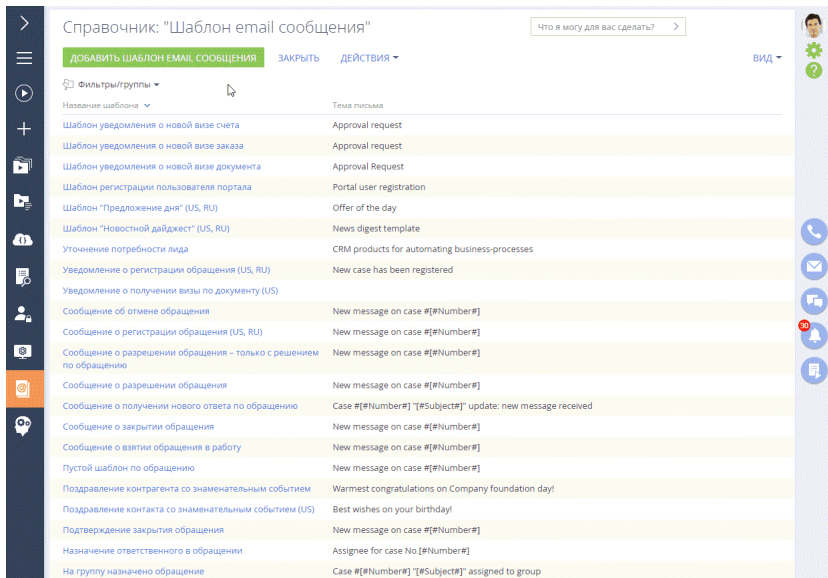 Справочник: "Шаблон email сообщения"
Что я могу для вас сделать?
ДОБАВИТЬ ШАБЛОН EMAIL СООБЩЕНИЯ ЗАКРЫТЬ ДЕЙСТВИЯ ВИД
Фильтры/группы
Название шаблона Тема письма
Шаблон уведомления о новой визе счета Approval request
Шаблон уведомления о новой визе заказа Approval request
Шаблон уведомления о новой визе документа Approval Request
Шаблон регистрации пользователя портала Portal user registration
Шаблон "Предложение дня" (US, RU) Offer of the day
Шаблон "Новостной дайджест" (US, RU) News digest template
Уточнение потребности лида CRM products for automating business-processes
Уведомление о регистрации обращения (US, RU) New case has been registered
Уведомление о получении визы по документу (US)
Сообщение об отмене обращения New message on case #[#Number#]
Сообщение о регистрации обращения (US, RU) New message on case #[#Number#]
Сообщение о разрешении обращения – только с решением New message on case #[#Number#]
по обращению
Сообщение о разрешении обращения New message on case #[#Number#]
Сообщение о получении нового ответа по обращению Case #[#Number#] "[#Subject#]" update: new message received
Сообщение о закрытии обращения New message on case #[#Number#]
Сообщение о взятии обращения в работу New message on case #[#Number#]
Пустой шаблон по обращению New message on case #[#Number#]
Поздравление контрагента со знаменательным событием Warmest congratulations on Company foundation day!
Поздравление контакта со знаменательным событием (US) Best wishes on your birthday!
Подтверждение закрытия обращения New message on case #[#Number#]
Назначение ответственного в обращении Assignee for case No.[#Number#]
На группу назначено обращение Case #[#Number#] "[#Subject#]" assigned to group
30